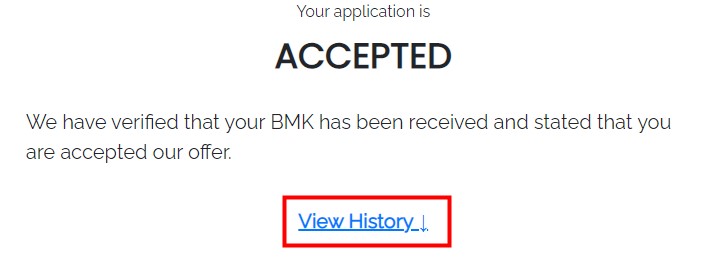 Your application is
ACCEPTED
We have verified that your BMK has been received and stated that you
are accepted our offer.
View History ↓